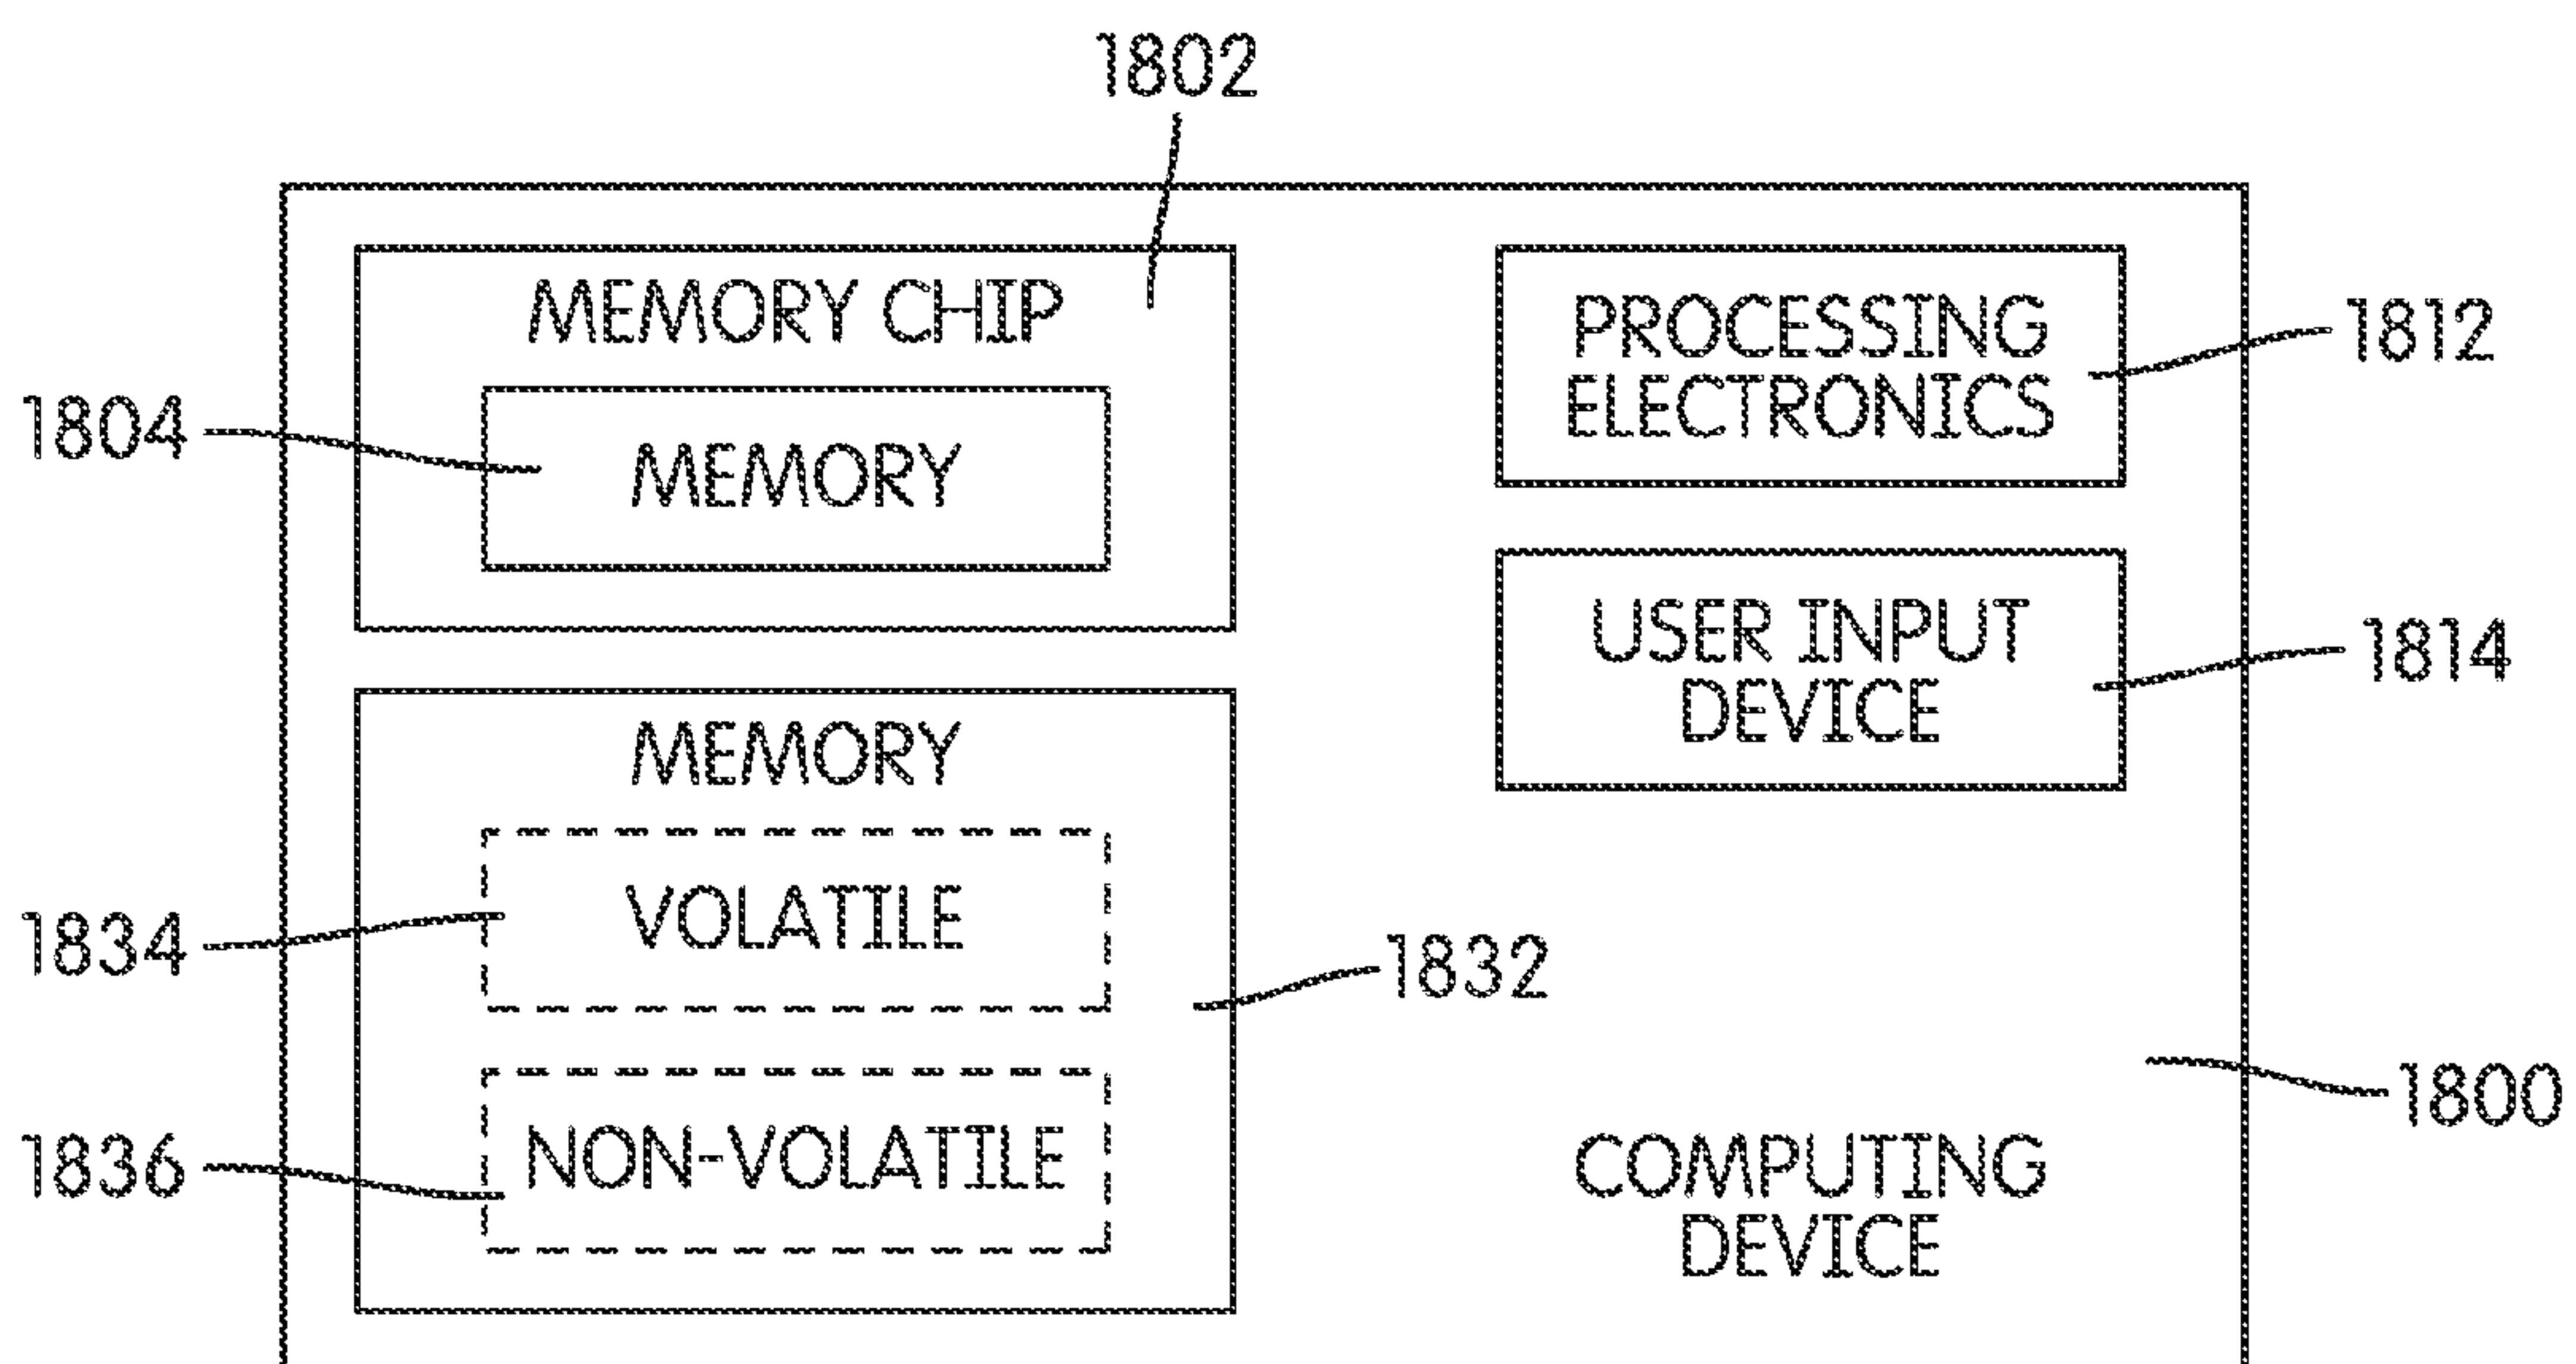 1802
MEMORY CHIP
1804
MEMORY
PROCESSING
ELECTRONICS
1812
USER INPUT
DEVICE
1814
MEMORY
1834
VOLATILE
1832
1836
NON-VOLATILE
1800
COMPUTING
DEVICE